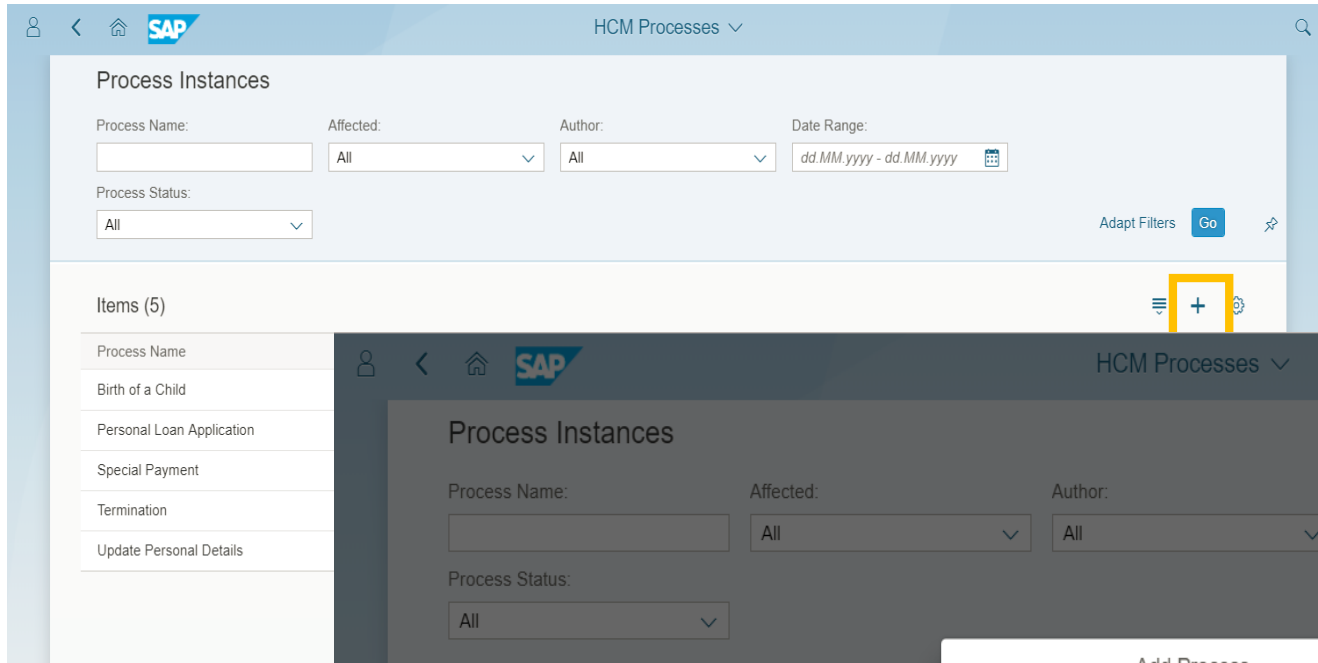 SAP
HCM Processes
Process Instances
Process Name:
Affected:
Author:
Date Range:
All
All
dd.MM.yyyy - dd.MM.yyyy
Process Status:
All
Adapt Filters
Go
Items (5)
Process Name
Birth of a Child
Personal Loan Application
Special Payment
Termination
Update Personal Details
SAP
HCM Processes
Process Instances
Process Name:
Affected:
Author:
All
All
Process Status:
All
Add Process